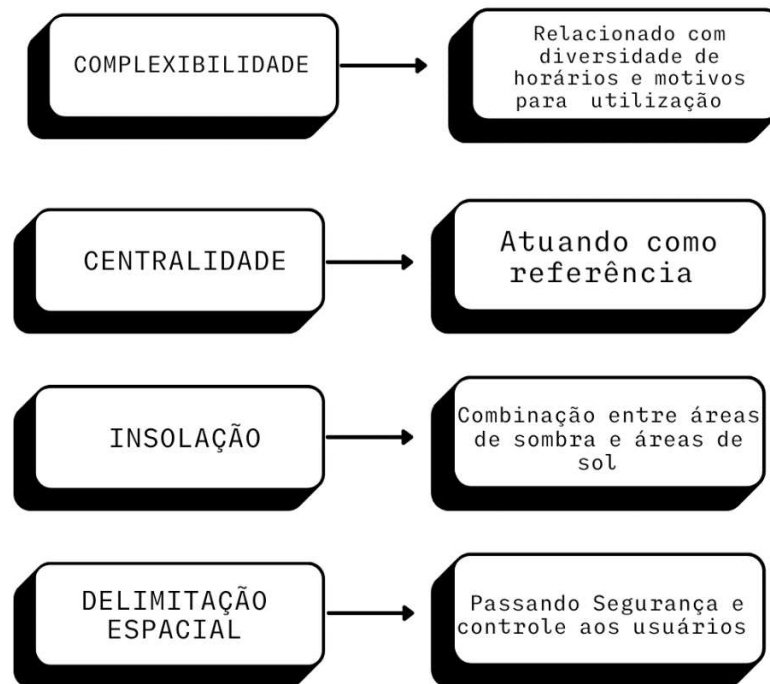 COMPLEXIBILIDADE
Relacionado com
diversidade de
horários e motivos
para utilização
CENTRALIDADE
Atuando como
referência
INSOLAÇÃO
Combinação entre áreas
de sombra e áreas de
sol
DELIMITAÇÃO
ESPACIAL
Passando Segurança e
controle aos usuários